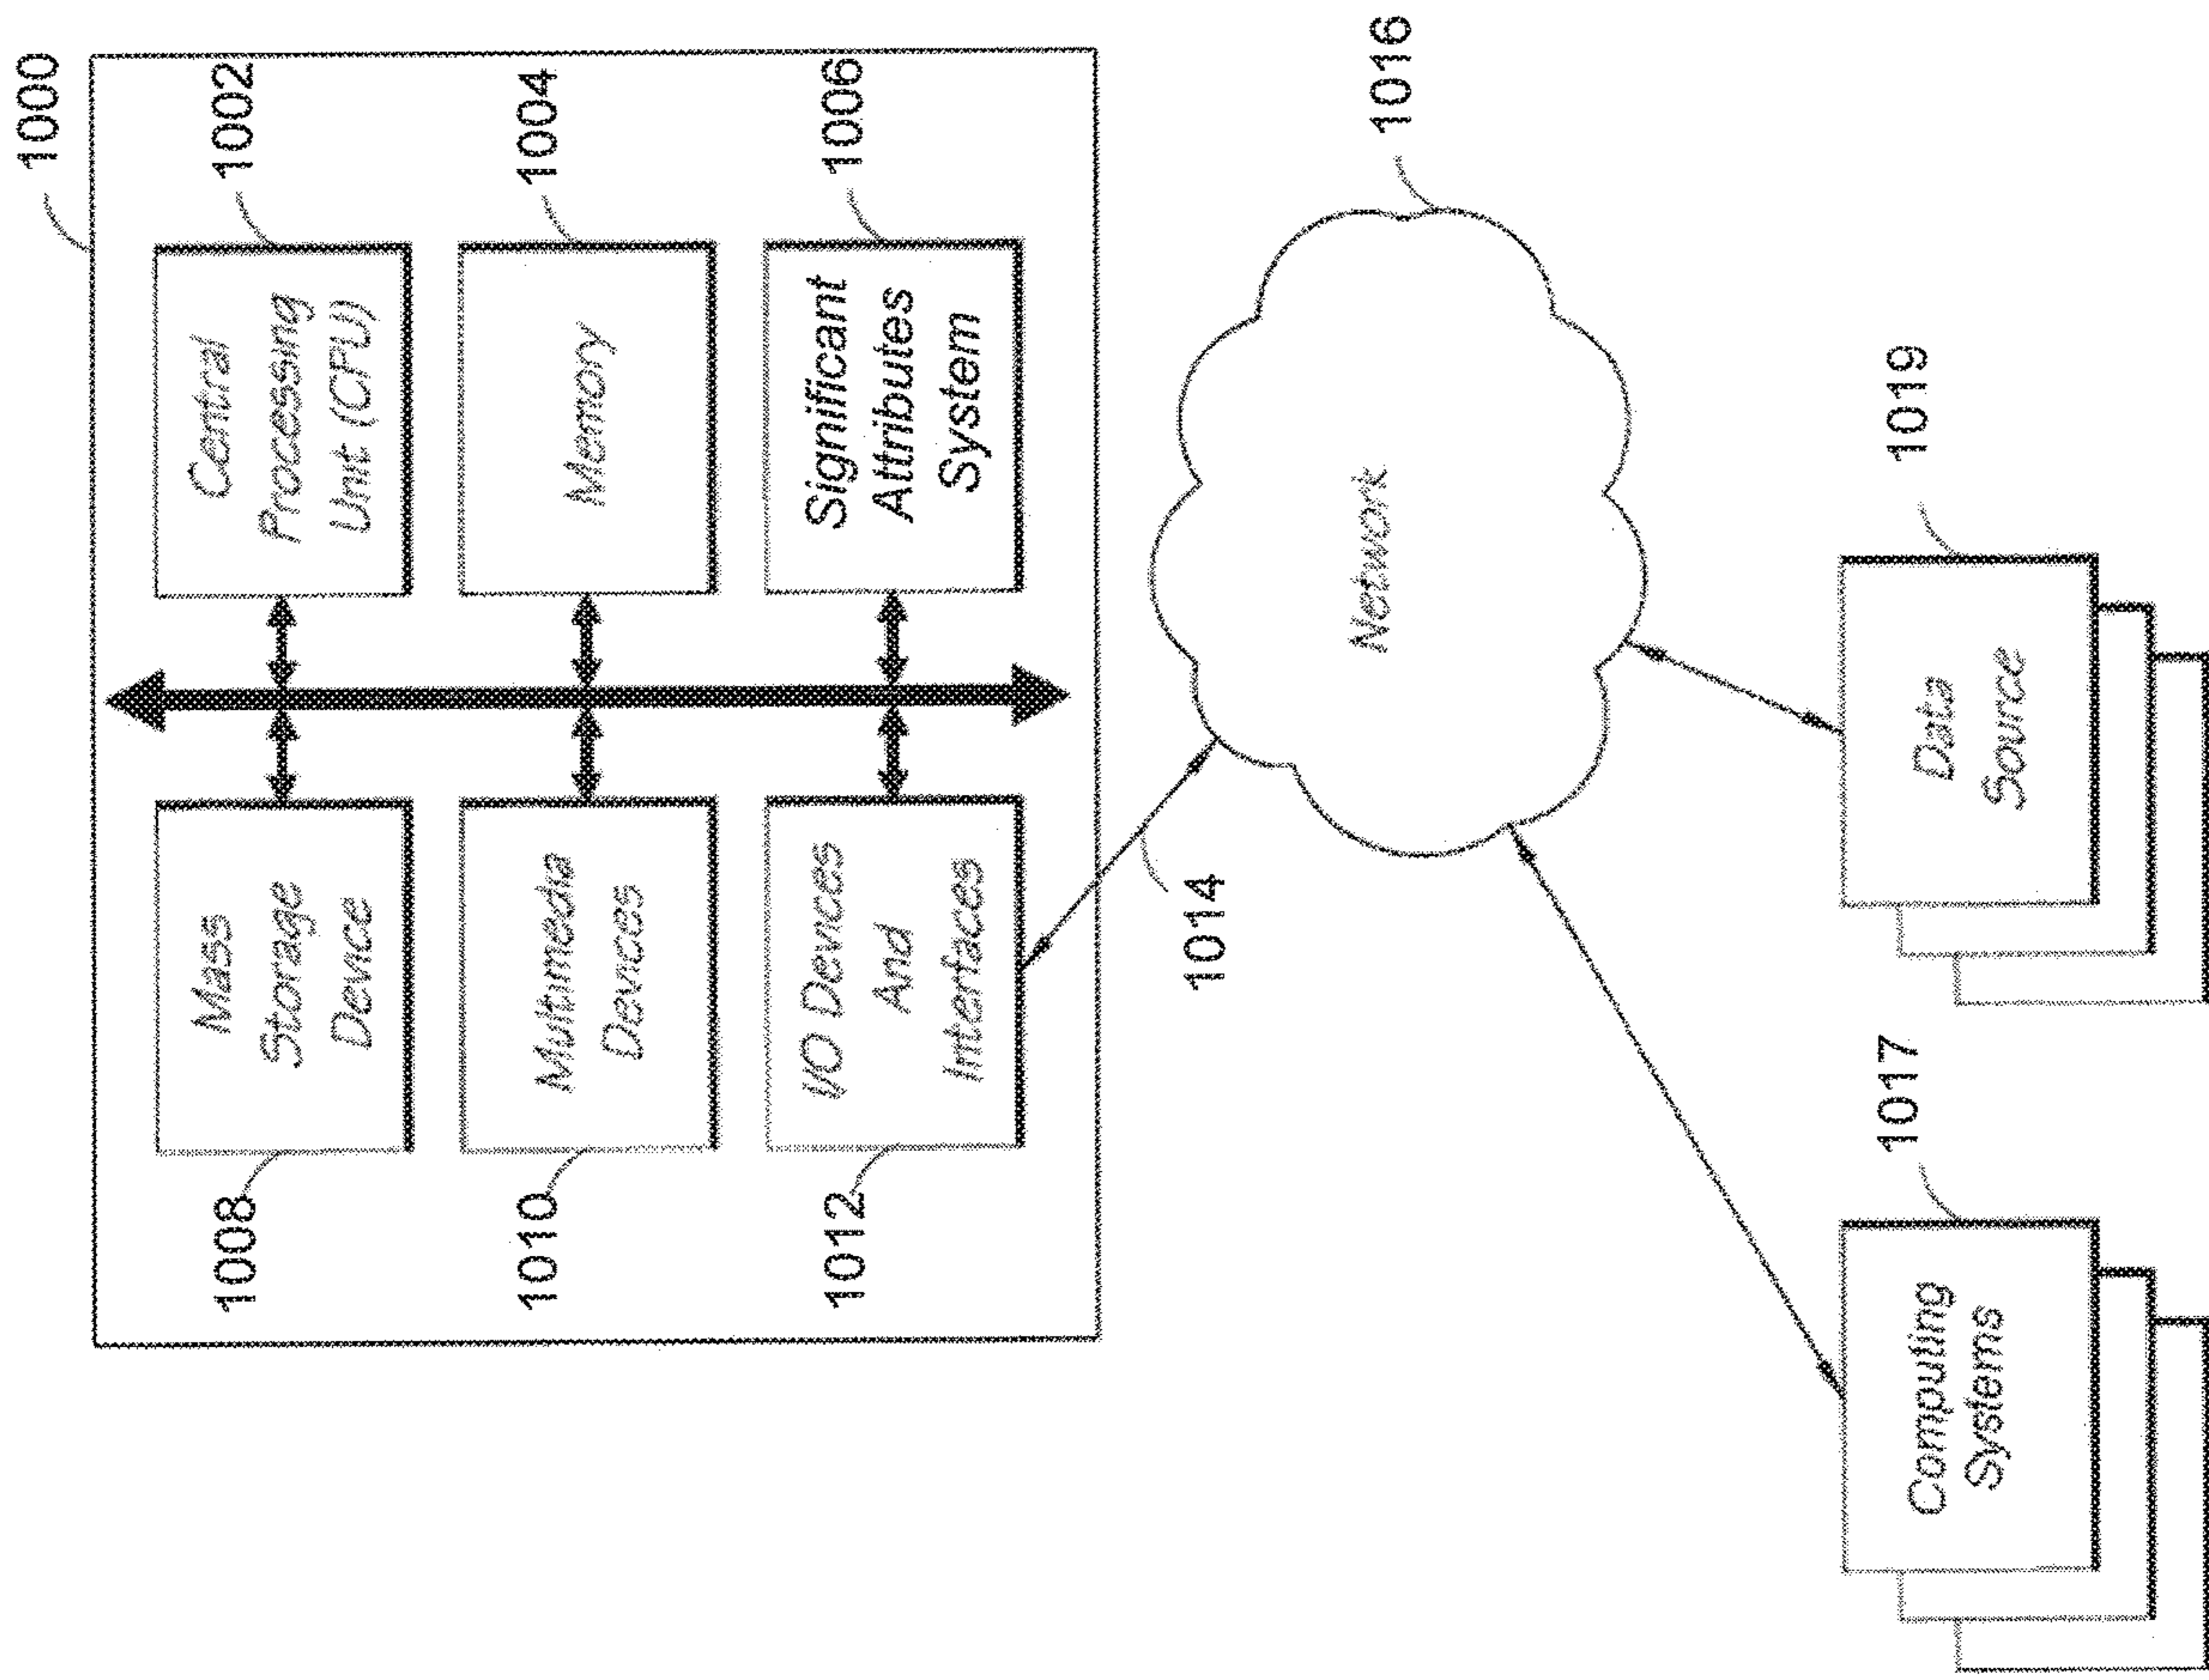 1000
1008
Mass
Storage
Device
Central
Processing
Unit (CPU)
1002
1010
Multimedia
Devices
Memory
1004
1012
I/O Devices
And
Interfaces
Significant
Attributes
System
1006
1014
Network
1016
1017
Computing
Systems
1019
Data
Source